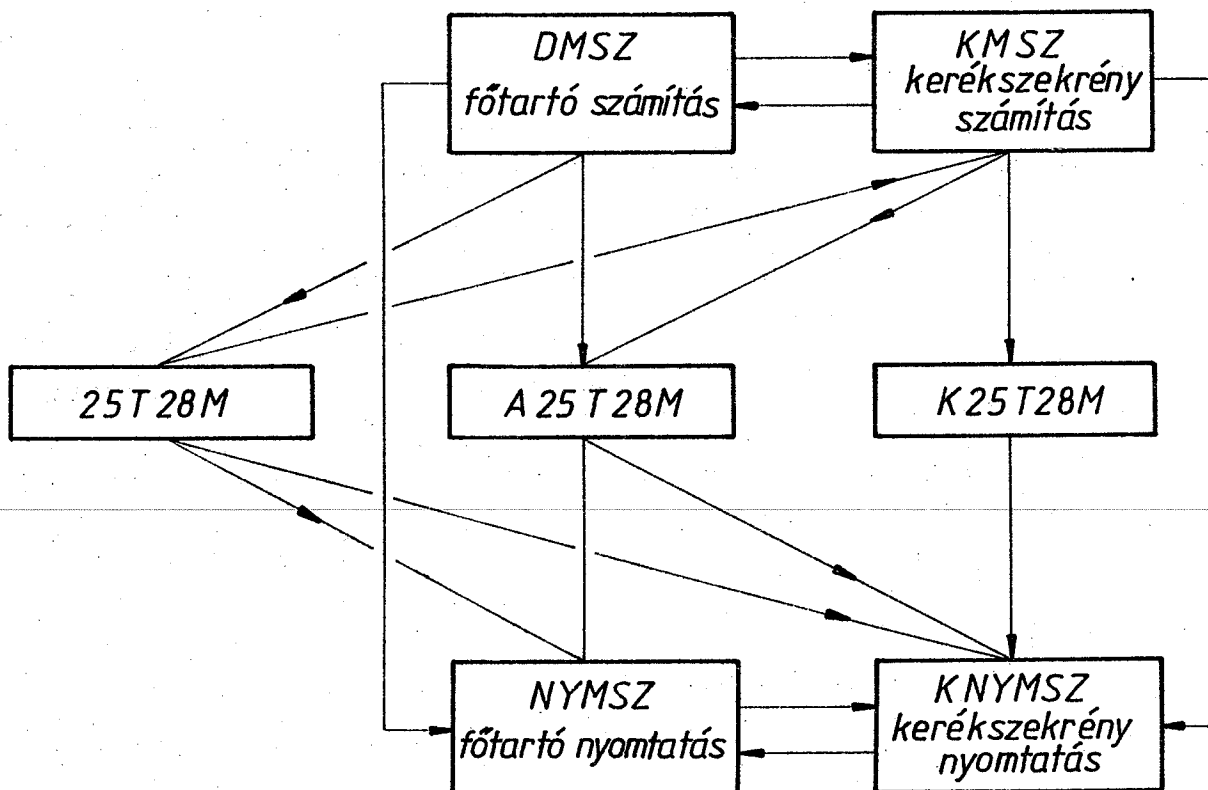 DMSZ
főtartó számítás
KMSZ
kerékszekrény
számítás
25T28M
A25T28M
K25T28M
NYMSZ
főtartó nyomtatás
KNYMSZ
kerékszekrény
nyomtatás